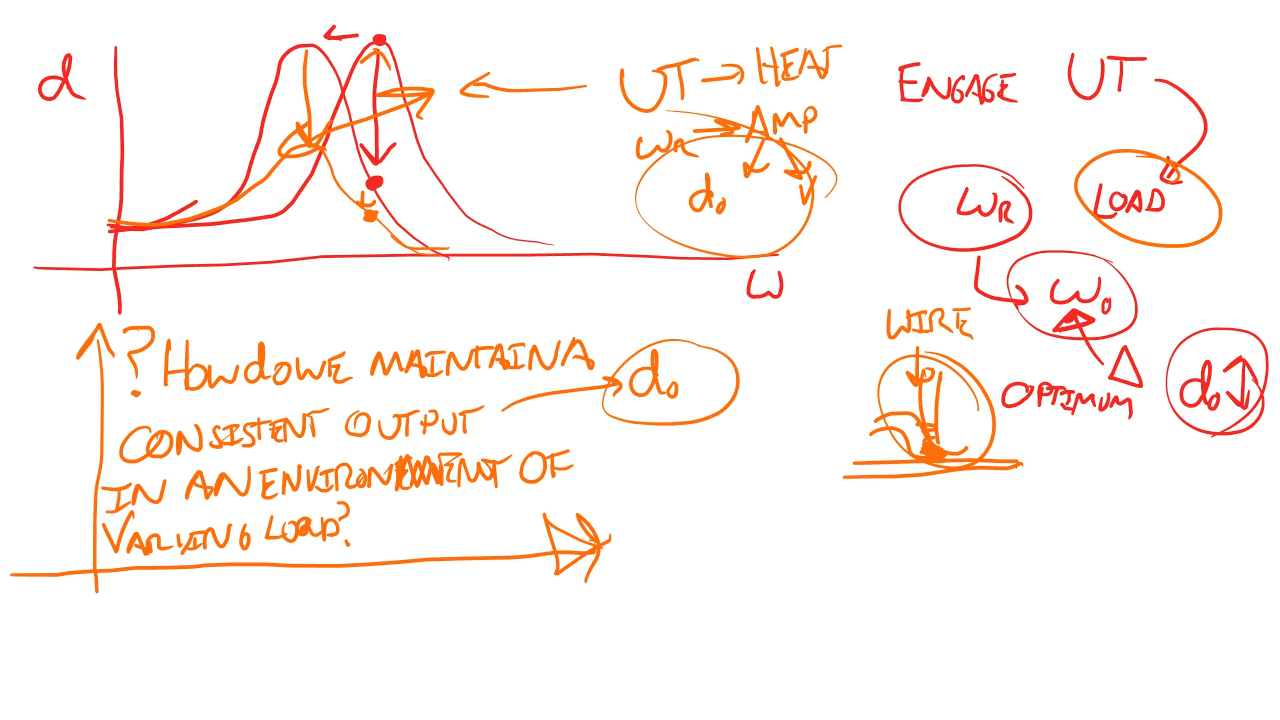 d
UT → HEAT
ωR → AMP
d₀
ω
ENGAGE UT
LOAD
ωR
ω₀
OPTIMUM
d₀
WIRE
? HOW DO WE MAINTAIN A
CONSISTENT OUTPUT → d₀
IN AN ENVIRONMENT OF
VARYING LOAD?